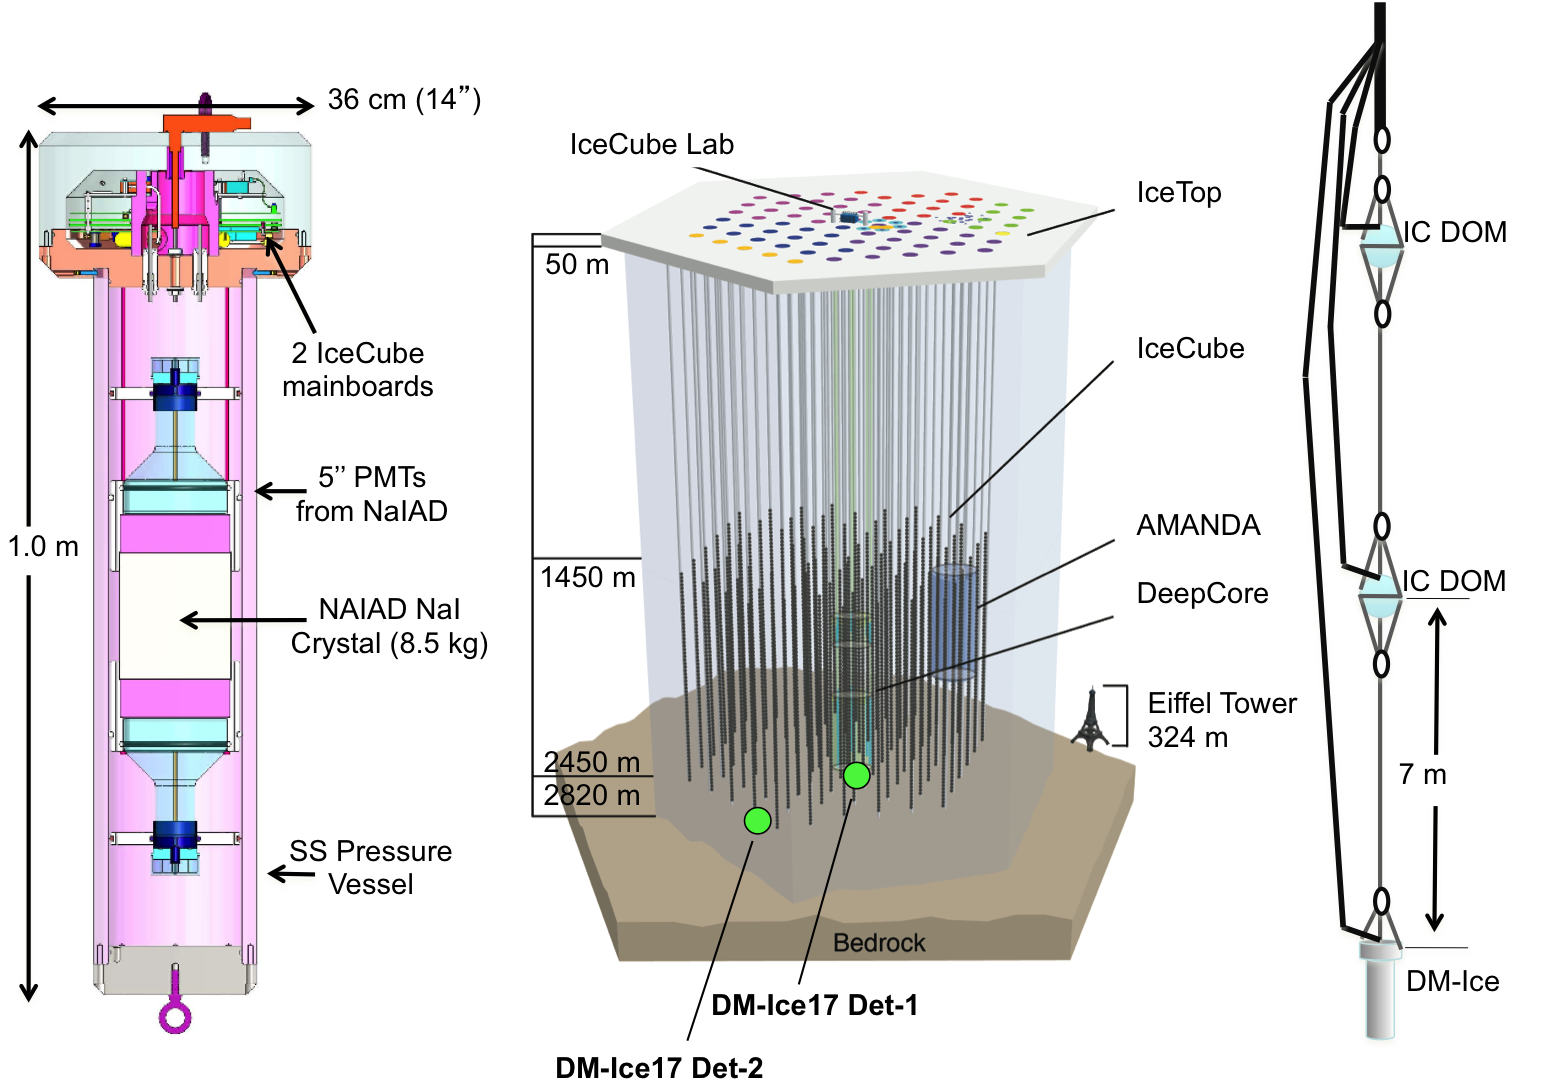 36 cm (14”)
1.0 m
2 IceCube
mainboards
5’’ PMTs
from NaIAD
NAIAD NaI
Crystal (8.5 kg)
SS Pressure
Vessel
IceCube Lab
IceTop
50 m
IceCube
1450 m
AMANDA
DeepCore
Eiffel Tower
324 m
2450 m
2820 m
Bedrock
DM-Ice17 Det-1
DM-Ice17 Det-2
IC DOM
IC DOM
7 m
DM-Ice